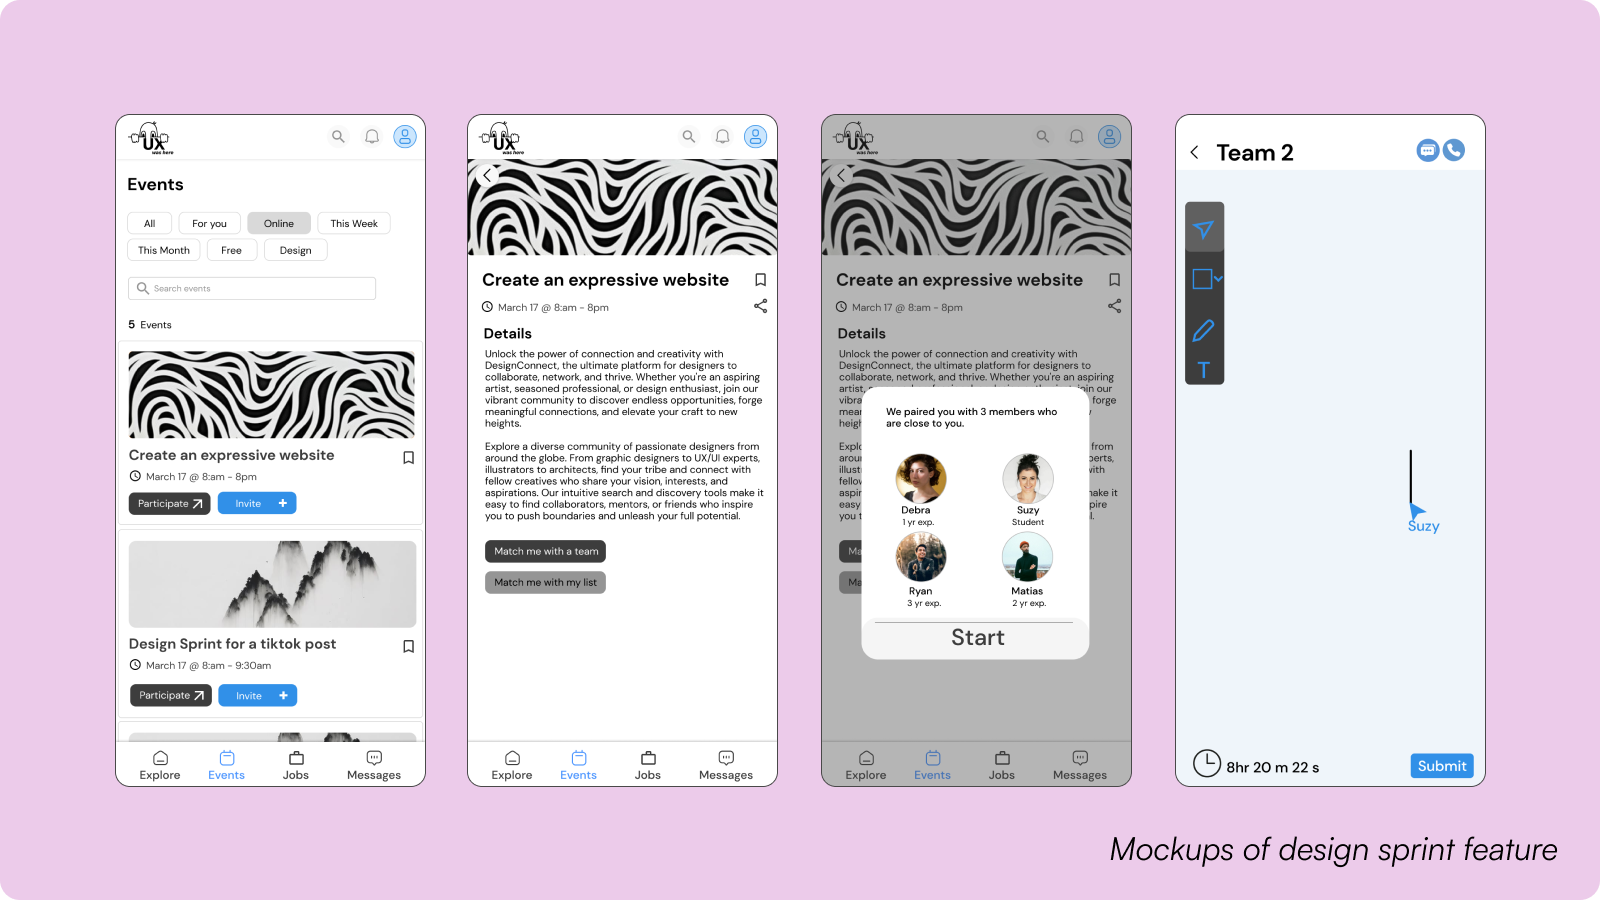 UX
was here
Events
All
For you
Online
This Week
This Month
Free
Design
Search events
5 Events
Create an expressive website
March 17 @ 8:am - 8pm
Participate
Invite +
Design Sprint for a tiktok post
March 17 @ 8:am - 9:30am
Participate
Invite +
Explore
Events
Jobs
Messages
UX
was here
Create an expressive website
March 17 @ 8:am - 8pm
Details
Unlock the power of connection and creativity with
DesignConnect, the ultimate platform for designers to
collaborate, network, and thrive. Whether you're an aspiring
artist, seasoned professional, or design enthusiast, join our
vibrant community to discover endless opportunities, forge
meaningful connections, and elevate your craft to new
heights.
Explore a diverse community of passionate designers from
around the globe. From graphic designers to UX/UI experts,
illustrators to architects, find your tribe and connect with
fellow creatives who share your vision, interests, and
aspirations. Our intuitive search and discovery tools make it
easy to find collaborators, mentors, or friends who inspire
you to push boundaries and unleash your full potential.
Match me with a team
Match me with my list
Explore
Events
Jobs
Messages
UX
was here
Create an expressive website
March 17 @ 8:am - 8pm
Details
Unlock the power of connection and creativity with
DesignConnect, the ultimate platform for designers to
collaborate, network, and thrive. Whether you're an aspiring
We paired you with 3 members who
are close to you.
Debra
1 yr exp.
Suzy
Student
Ryan
3 yr exp.
Matias
2 yr exp.
Start
Explore
Events
Jobs
Messages
Team 2
T
Suzy
8hr 20 m 22 s
Submit
Mockups of design sprint feature